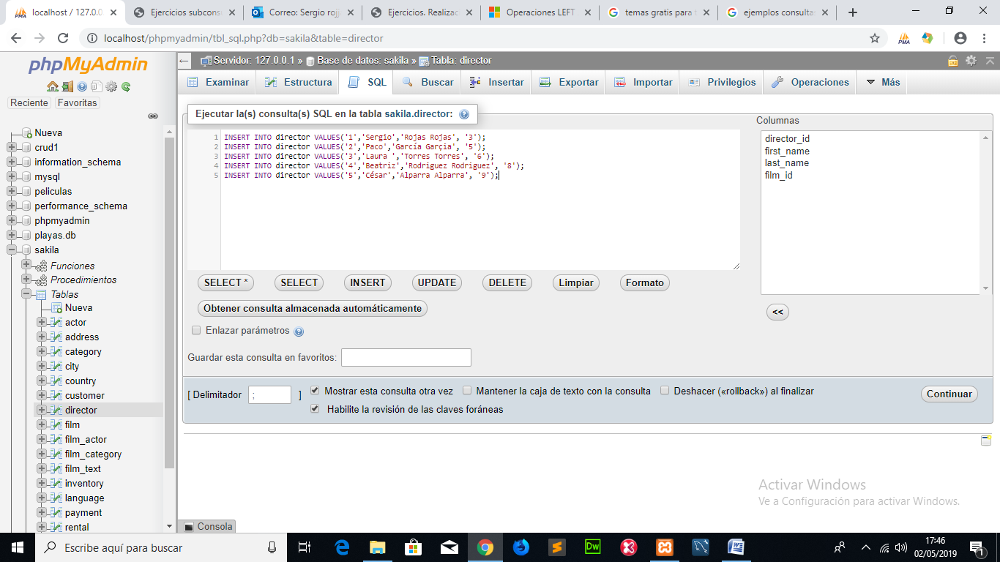 localhost / 127.0.0
Ejercicios subcons
Correo: Sergio rojj
Ejercicios. Realizac
Operaciones LEFT
temas gratis para t
ejemplos consultas
localhost/phpmyadmin/tbl_sql.php?db=sakila&table=director
PMA
phpMyAdmin
Reciente
Favoritas
Nueva
crud1
information_schema
mysql
peliculas
performance_schema
phpmyadmin
playas.db
sakila
Funciones
Procedimientos
Tablas
Nueva
actor
address
category
city
country
customer
director
film
film_actor
film_category
film_text
inventory
language
payment
rental
Servidor: 127.0.0.1 » Base de datos: sakila » Tabla: director
Examinar
Estructura
SQL
Buscar
Insertar
Exportar
Importar
Privilegios
Operaciones
Más
Ejecutar la(s) consulta(s) SQL en la tabla sakila.director:
1 INSERT INTO director VALUES('1','Sergio','Rojas Rojas', '3');
2 INSERT INTO director VALUES('2','Paco','García García', '5');
3 INSERT INTO director VALUES('3','Laura ','Torres Torres', '6');
4 INSERT INTO director VALUES('4','Beatriz','Rodriguez Rodriguez', '8');
5 INSERT INTO director VALUES('5','César','Alparra Alparra', '9');
Columnas
director_id
first_name
last_name
film_id
SELECT *
SELECT
INSERT
UPDATE
DELETE
Limpiar
Formato
Obtener consulta almacenada automáticamente
<<
Enlazar parámetros
Guardar esta consulta en favoritos:
[ Delimitador ; ]
Mostrar esta consulta otra vez
Mantener la caja de texto con la consulta
Deshacer («rollback») al finalizar
Habilite la revisión de las claves foráneas
Continuar
Activar Windows
Ve a Configuración para activar Windows.
Consola
Escribe aquí para buscar
Dw
17:46
02/05/2019
1